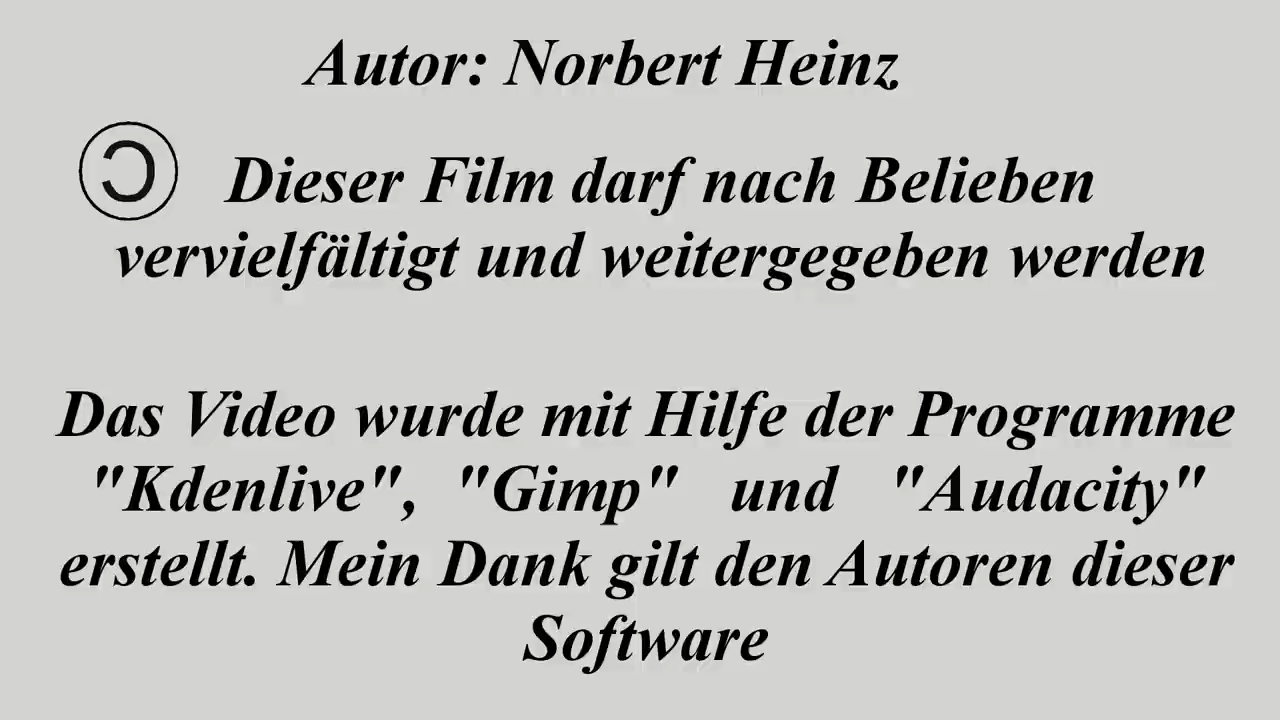 Autor: Norbert Heinz
🄯 Dieser Film darf nach Belieben
vervielfältigt und weitergegeben werden
Das Video wurde mit Hilfe der Programme
"Kdenlive", "Gimp" und "Audacity"
erstellt. Mein Dank gilt den Autoren dieser
Software